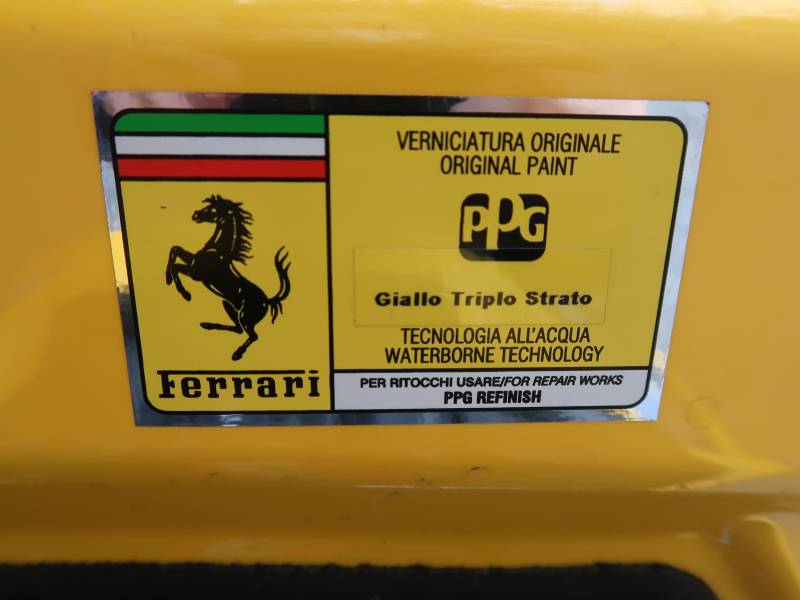 Ferrari
VERNICIATURA ORIGINALE
ORIGINAL PAINT
PPG
Giallo Triplo Strato
TECNOLOGIA ALL'ACQUA
WATERBORNE TECHNOLOGY
PER RITOCCHI USARE/FOR REPAIR WORKS
PPG REFINISH